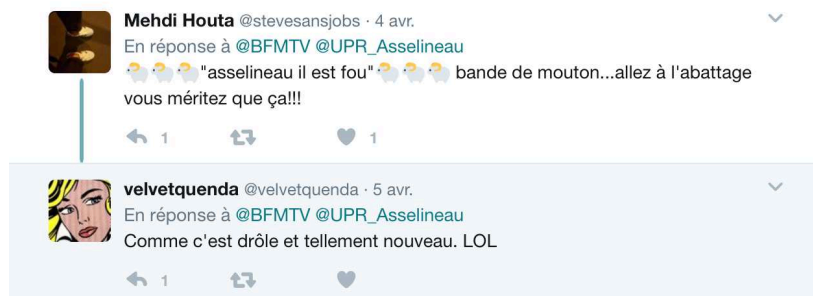 Mehdi Houta @stevesansjobs · 4 avr.
En réponse à @BFMTV @UPR_Asselineau
🐏🐏🐏"asselineau il est fou"🐏🐏🐏 bande de mouton...allez à l'abattage
vous méritez que ça!!!
1 1
velvetquenda @velvetquenda · 5 avr.
En réponse à @BFMTV @UPR_Asselineau
Comme c'est drôle et tellement nouveau. LOL
1